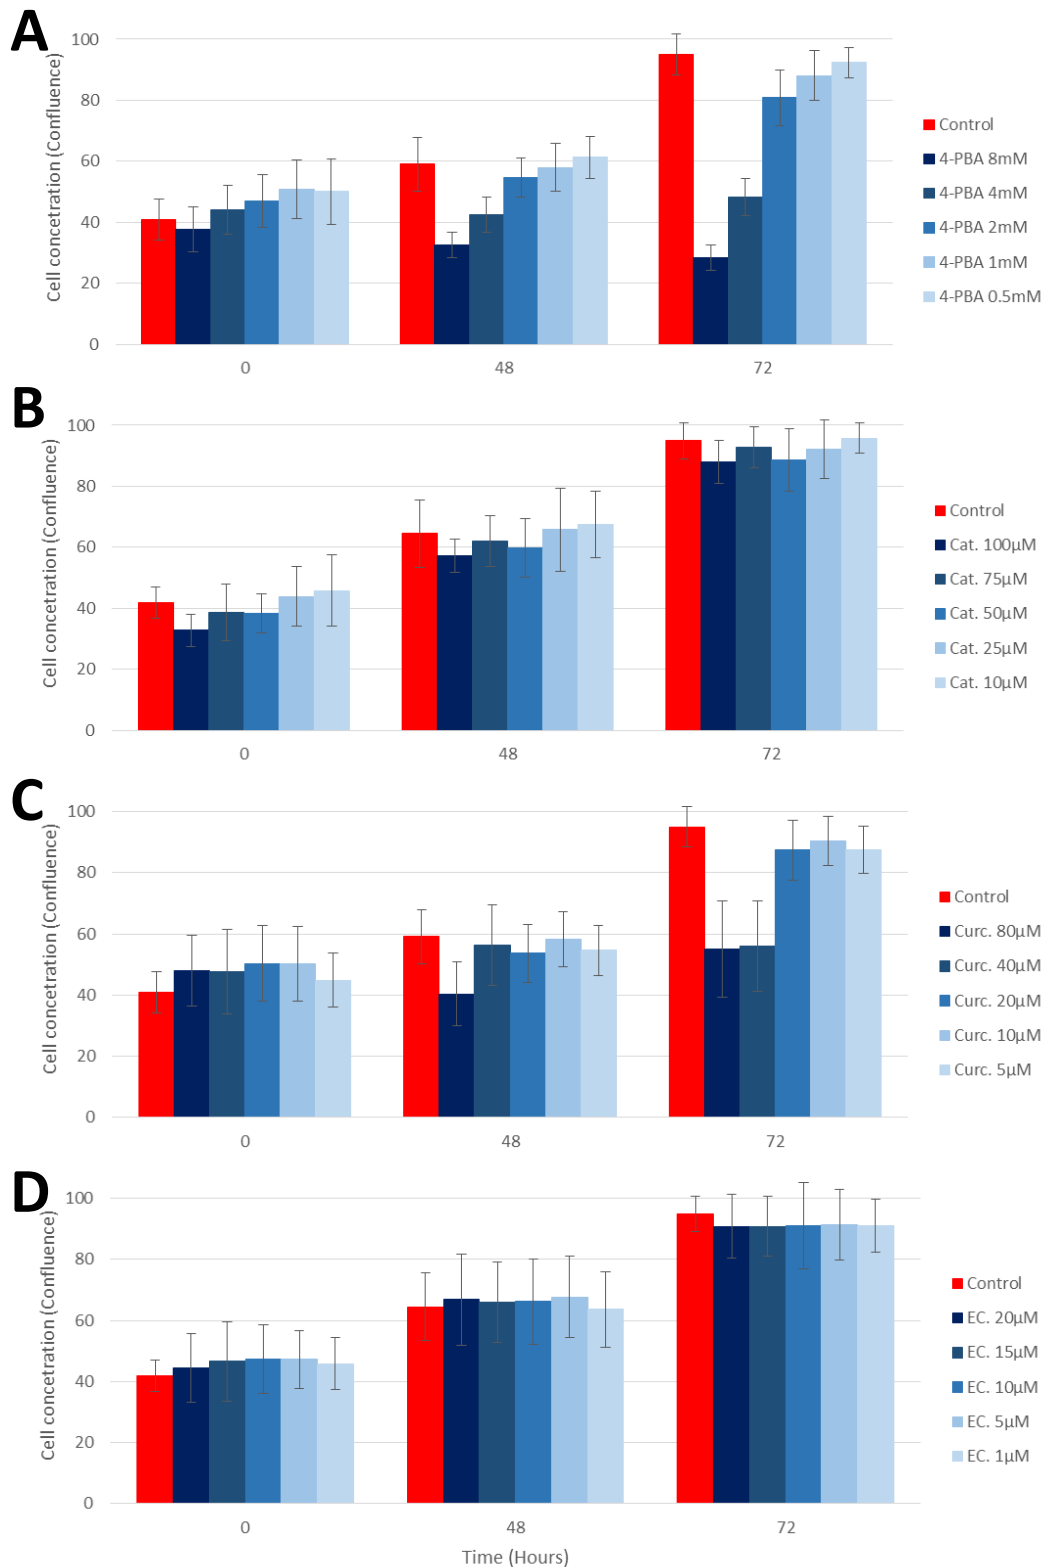 A
Cell concetration (Confluence)
100
80
60
40
20
0
0
48
72
Control
4-PBA 8mM
4-PBA 4mM
4-PBA 2mM
4-PBA 1mM
4-PBA 0.5mM
B
Cell concetration (Confluence)
100
80
60
40
20
0
0
48
72
Control
Cat. 100µM
Cat. 75µM
Cat. 50µM
Cat. 25µM
Cat. 10µM
C
Cell concetration (Confluence)
100
80
60
40
20
0
0
48
72
Control
Curc. 80µM
Curc. 40µM
Curc. 20µM
Curc. 10µM
Curc. 5µM
D
Cell concetration (Confluence)
100
80
60
40
20
0
0
48
72
Time (Hours)
Control
EC. 20µM
EC. 15µM
EC. 10µM
EC. 5µM
EC. 1µM